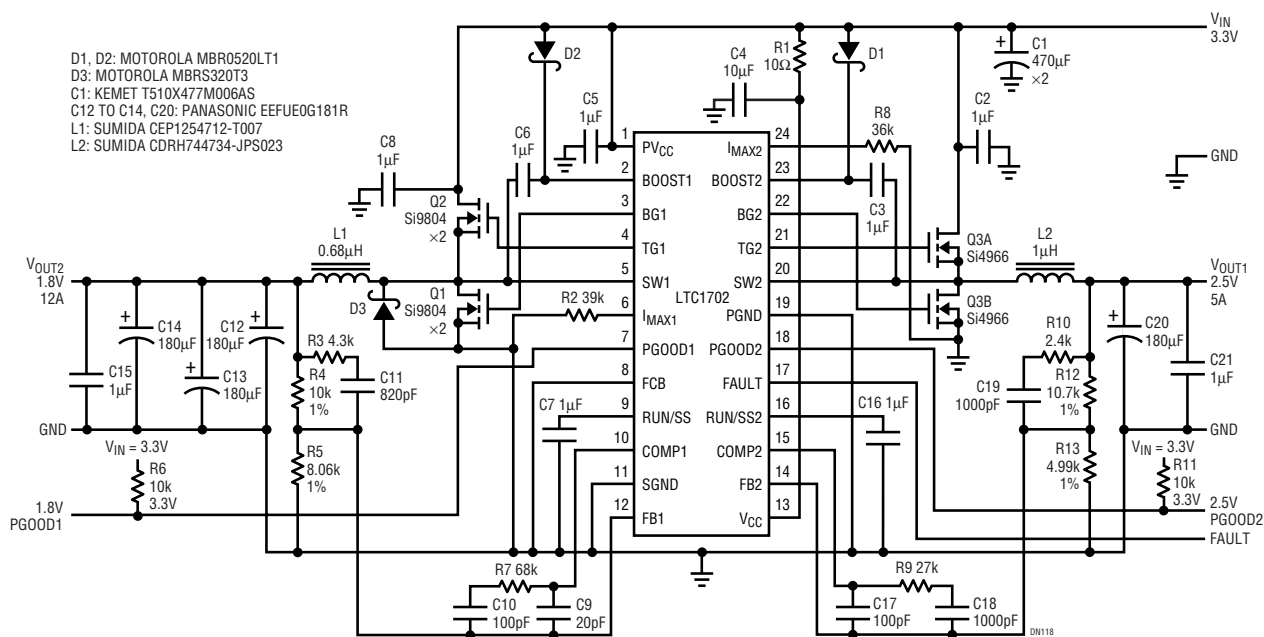 D1, D2: MOTOROLA MBR0520LT1
D3: MOTOROLA MBRS320T3
C1: KEMET T510X477M006AS
C12 TO C14, C20: PANASONIC EEFUE0G181R
L1: SUMIDA CEP1254712-T007
L2: SUMIDA CDRH744734-JPS023
VIN
3.3V
D2
C4
10µF
R1
10Ω
D1
+
C1
470µF
×2
C5
1µF
C8
1µF
C6
1µF
R8
36k
C2
1µF
GND
Q2
Si9804
×2
C3
1µF
Q3A
Si4966
L1
0.68µH
L2
1µH
VOUT2
1.8V
12A
VOUT1
2.5V
5A
LTC1702
1 PVCC
2 BOOST1
3 BG1
4 TG1
5 SW1
6 IMAX1
7 PGOOD1
8 FCB
9 RUN/SS
10 COMP1
11 SGND
12 FB1
24 IMAX2
23 BOOST2
22 BG2
21 TG2
20 SW2
19 PGND
18 PGOOD2
17 FAULT
16 RUN/SS2
15 COMP2
14 FB2
13 VCC
D3
Q1
Si9804
×2
R2 39k
Q3B
Si4966
+
C14
180µF
+
C12
180µF
+
C13
180µF
C15
1µF
R3 4.3k
R4
10k
1%
C11
820pF
R10
2.4k
+
C20
180µF
C21
1µF
C19
1000pF
R12
10.7k
1%
C7 1µF
C16 1µF
GND
GND
VIN = 3.3V
R6
10k
3.3V
R5
8.06k
1%
R13
4.99k
1%
VIN = 3.3V
R11
10k
3.3V
1.8V
PGOOD1
2.5V
PGOOD2
FAULT
R7 68k
C10
100pF
C9
20pF
R9 27k
C17
100pF
C18
1000pF
DN118